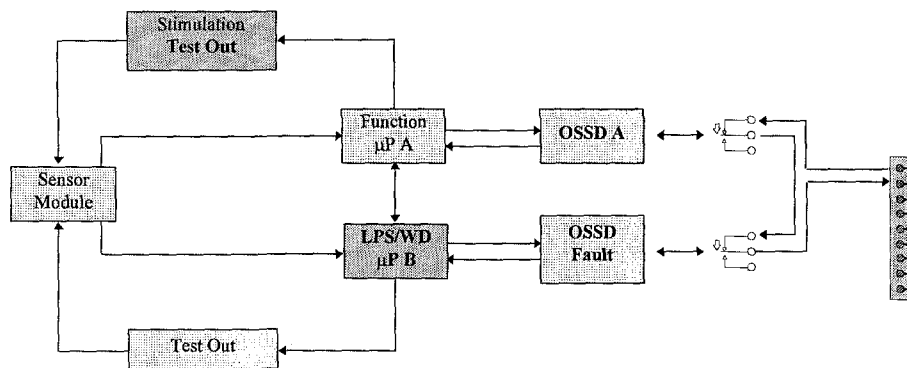 Stimulation
Test Out
Function
µP A
OSSD A
Sensor
Module
LPS/WD
µP B
OSSD
Fault
Test Out